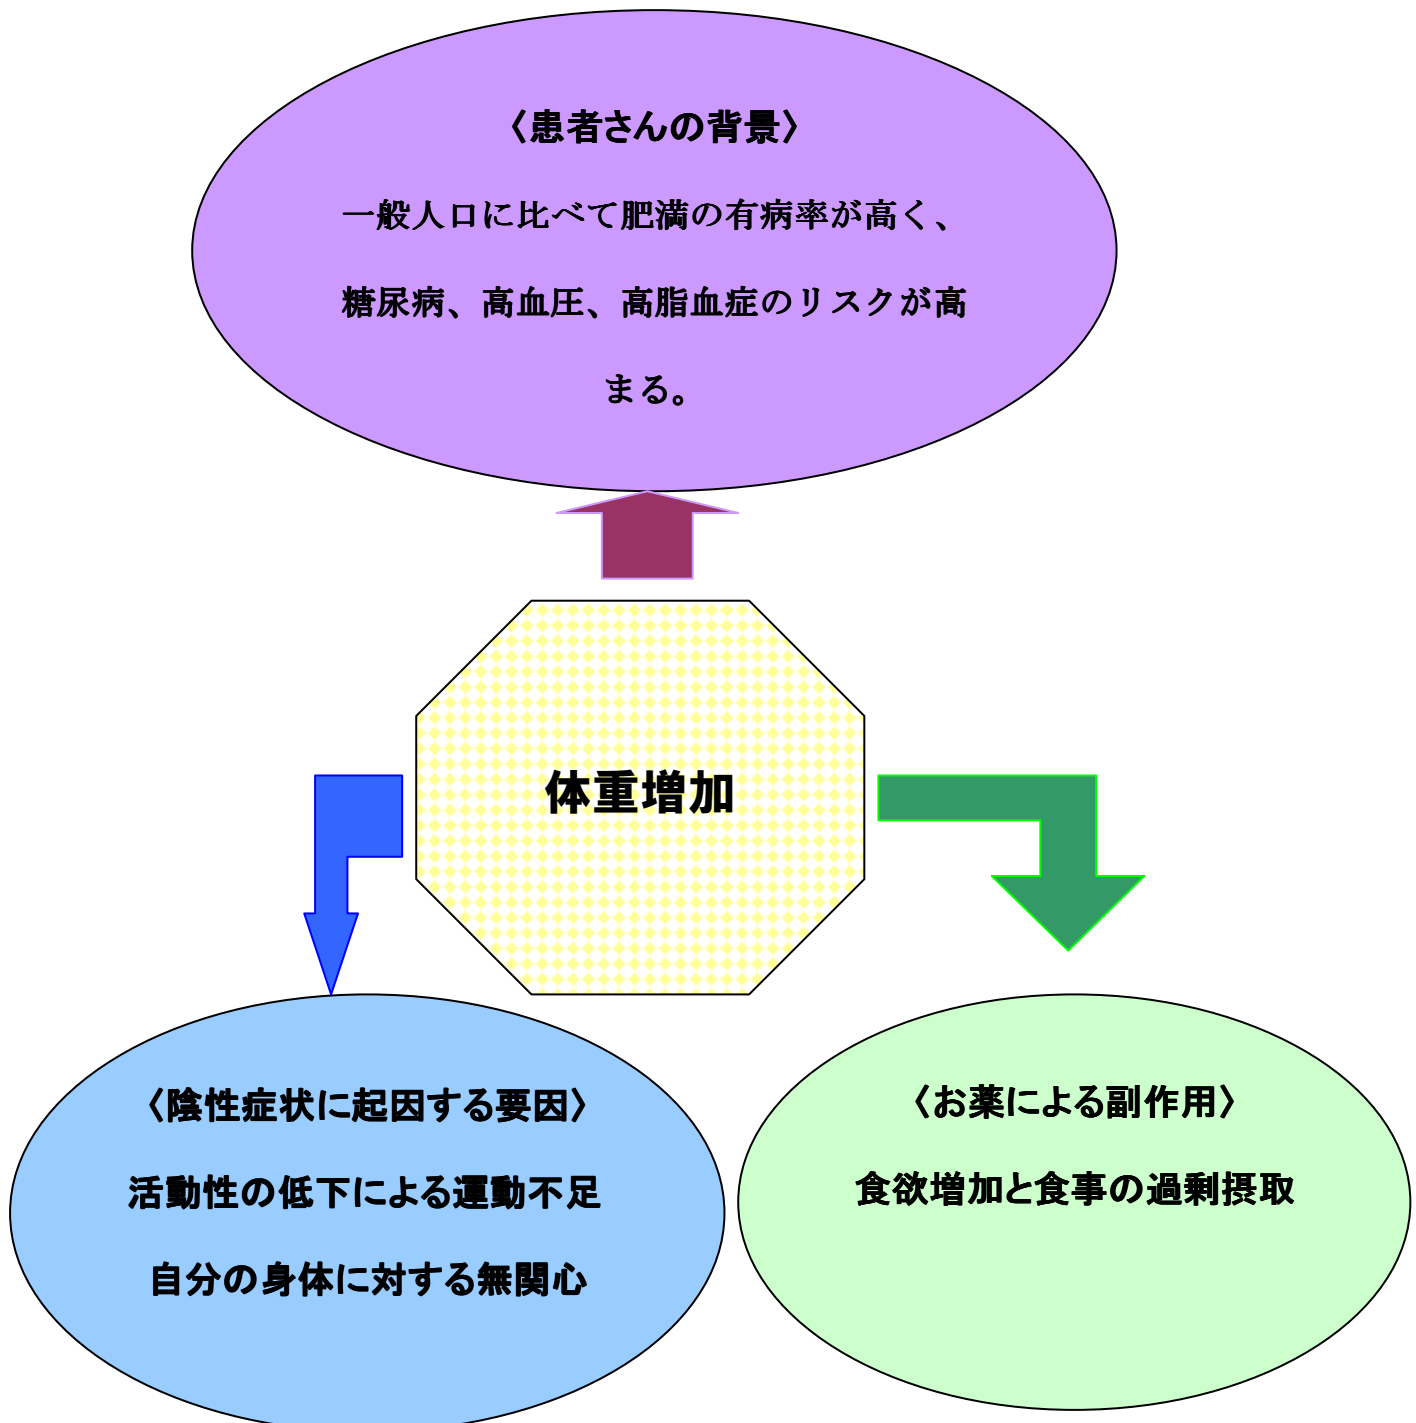 〈患者さんの背景〉
一般人口に比べて肥満の有病率が高く、
糖尿病、高血圧、高脂血症のリスクが高
まる。
体重増加
〈陰性症状に起因する要因〉
活動性の低下による運動不足
自分の身体に対する無関心
〈お薬による副作用〉
食欲増加と食事の過剰摂取